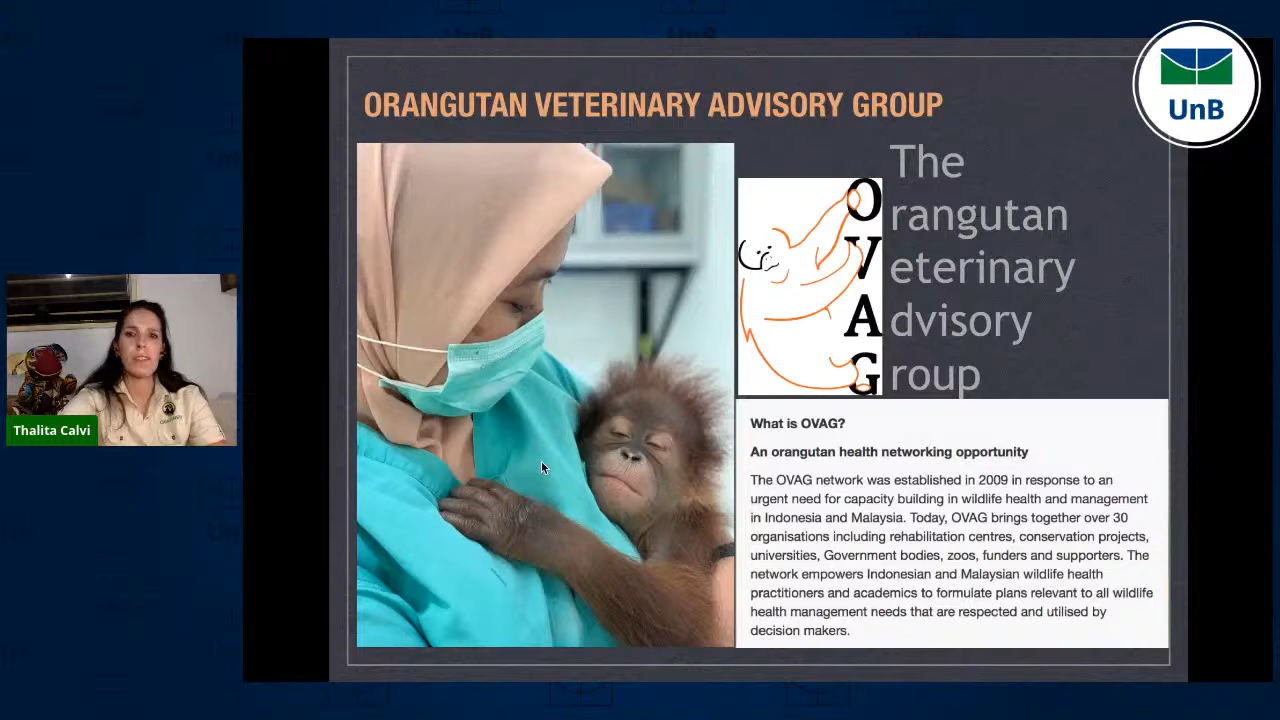 UnB
ORANGUTAN VETERINARY ADVISORY GROUP
The
O rangutan
V eterinary
A dvisory
G roup
Thalita Calvi
What is OVAG?
An orangutan health networking opportunity
The OVAG network was established in 2009 in response to an
urgent need for capacity building in wildlife health and management
in Indonesia and Malaysia. Today, OVAG brings together over 30
organisations including rehabilitation centres, conservation projects,
universities, Government bodies, zoos, funders and supporters. The
network empowers Indonesian and Malaysian wildlife health
practitioners and academics to formulate plans relevant to all wildlife
health management needs that are respected and utilised by
decision makers.